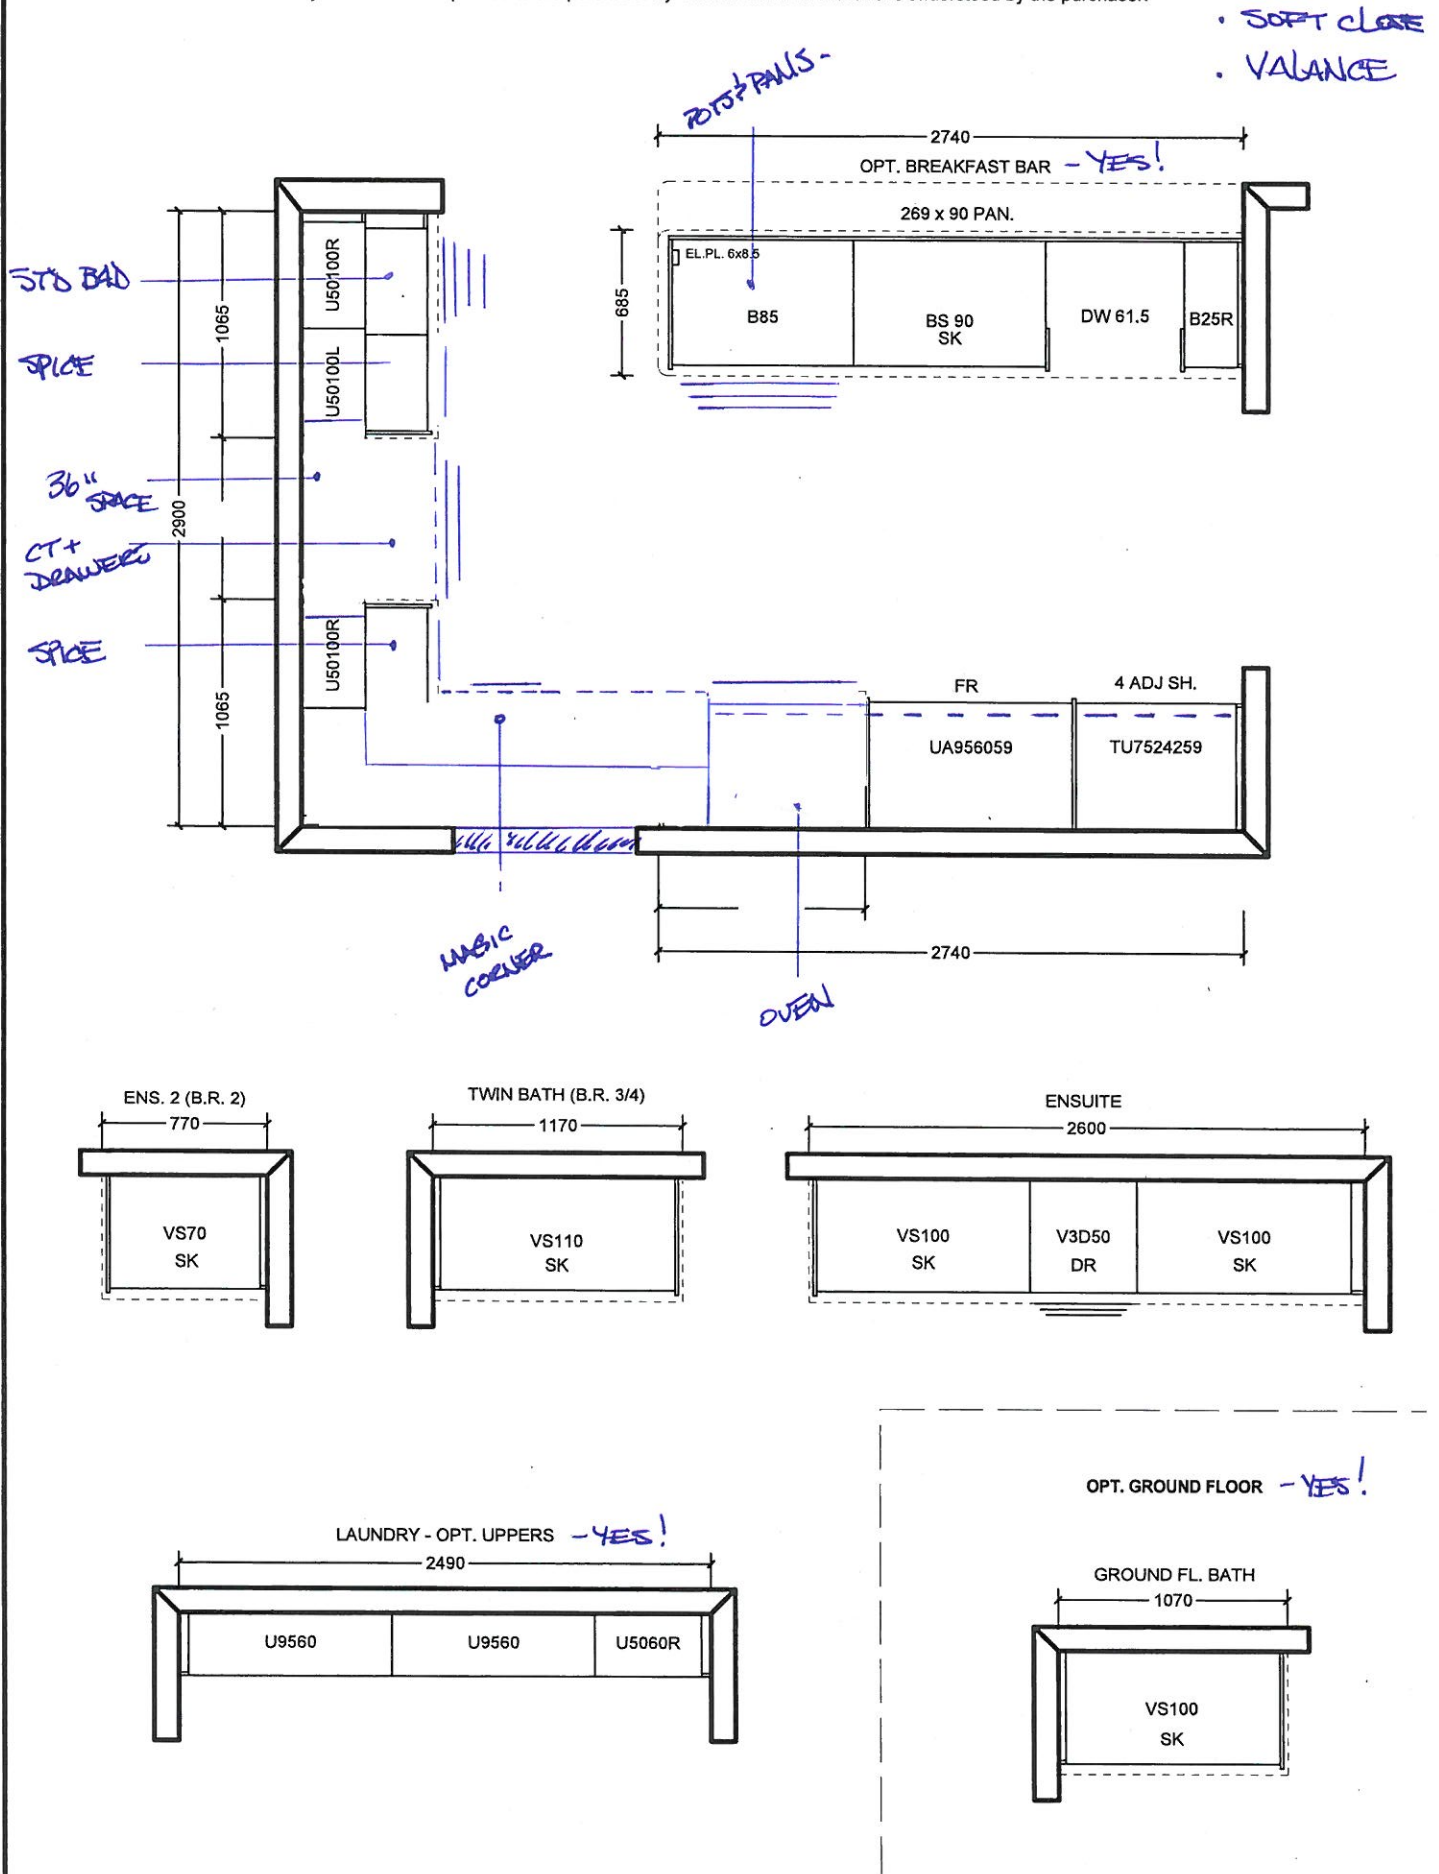 understood by the purchaser.
• SOFT CLOSE
• VALANCE
POTS & PANS -
2740
OPT. BREAKFAST BAR - YES!
269 x 90 PAN.
EL.PL. 6x8.5
685
B85
BS 90
SK
DW 61.5
B25R
STD
U50100R
1065
SPICE
U50100L
36" SPACE
2900
CT +
DRAWERS
SPICE
U50100R
1065
FR
4 ADJ SH.
UA956059
TU7524259
MAGIC
CORNER
2740
OVEN
ENS. 2 (B.R. 2)
770
VS70
SK
TWIN BATH (B.R. 3/4)
1170
VS110
SK
ENSUITE
2600
VS100
SK
V3D50
DR
VS100
SK
OPT. GROUND FLOOR - YES!
LAUNDRY - OPT. UPPERS - YES!
2490
U9560
U9560
U5060R
GROUND FL. BATH
1070
VS100
SK